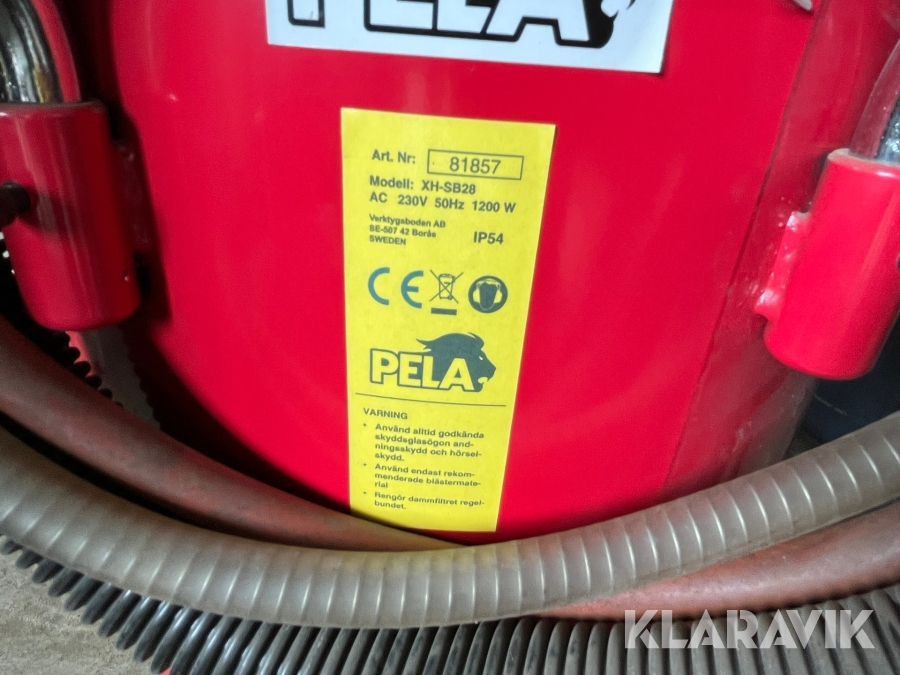 PELA
Art. Nr: 81857
Modell: XH-SB28
AC 230V 50Hz 1200 W
Verktygsboden AB
SE-507 42 Borås
SWEDEN IP54
CE
PELA
VARNING
• Använd alltid godkända
skyddsglasögon and-
ningsskydd och hörsel-
skydd.
• Använd endast rekom-
menderade blästermate-
rial
• Rengör dammfiltret regel-
bundet.
KLARAVIK